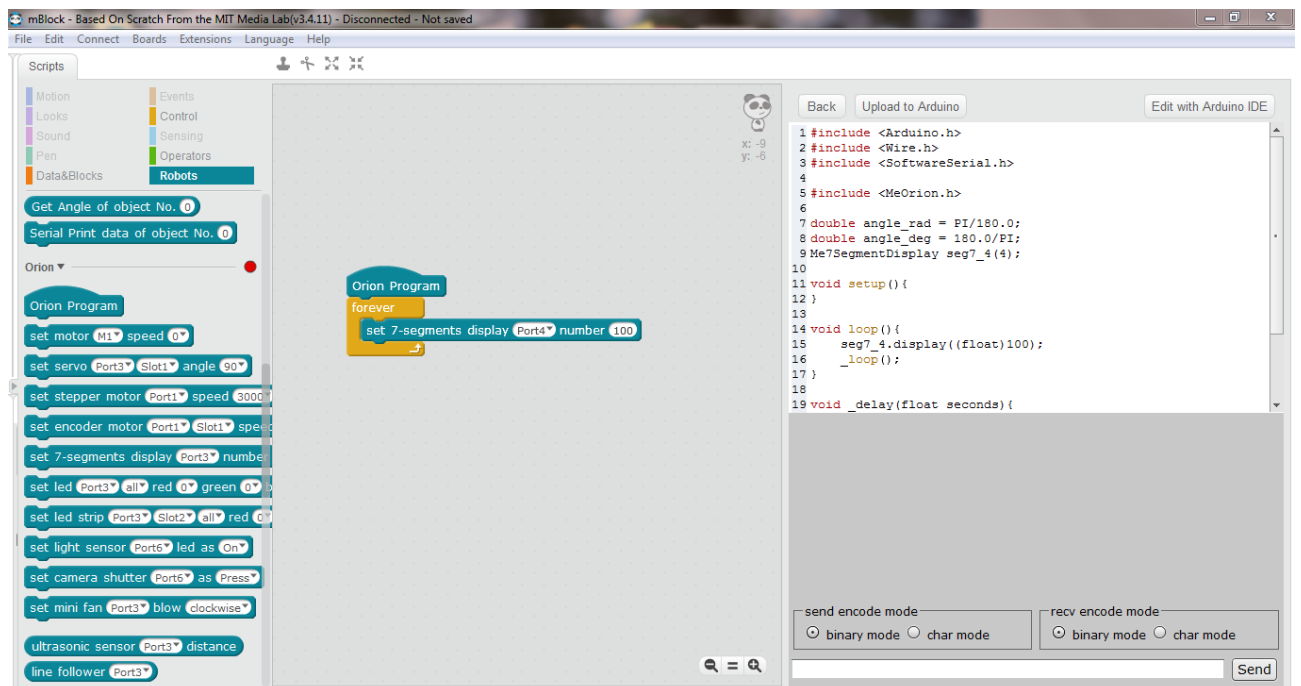 mBlock - Based On Scratch From the MIT Media Lab(v3.4.11) - Disconnected - Not saved
File Edit Connect Boards Extensions Language Help
Scripts
Motion Events
Looks Control
Sound Sensing
Pen Operators
Data&Blocks Robots
Get Angle of object No. 0
Serial Print data of object No. 0
Orion
Orion Program
set motor M1 speed 0
set servo Port3 Slot1 angle 90
set stepper motor Port1 speed 3000
set encoder motor Port1 Slot1 spee
set 7-segments display Port3 number
set led Port3 all red 0 green 0
set led strip Port3 Slot2 all red
set light sensor Port6 led as On
set camera shutter Port6 as Press
set mini fan Port3 blow clockwise
ultrasonic sensor Port3 distance
line follower Port3
x: -9
y: -6
Orion Program
forever
set 7-segments display Port4 number 100
Back Upload to Arduino Edit with Arduino IDE
1 #include <Arduino.h>
2 #include <Wire.h>
3 #include <SoftwareSerial.h>
4
5 #include <MeOrion.h>
6
7 double angle_rad = PI/180.0;
8 double angle_deg = 180.0/PI;
9 Me7SegmentDisplay seg7_4(4);
10
11 void setup(){
12 }
13
14 void loop(){
15 seg7_4.display((float)100);
16 _loop();
17 }
18
19 void _delay(float seconds){
send encode mode recv encode mode
binary mode char mode binary mode char mode
Send